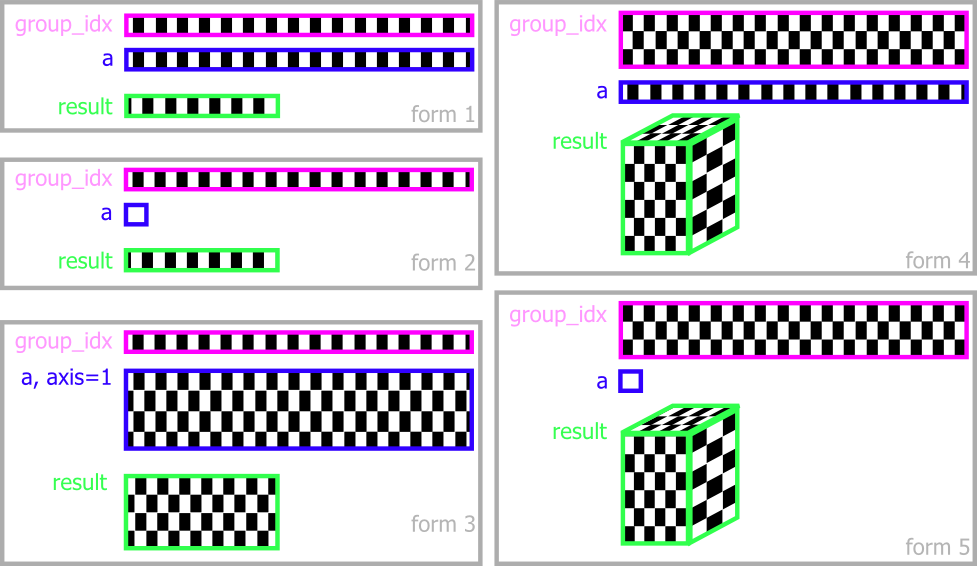 group_idx
a
result
form 1
group_idx
a
result
form 2
group_idx
a, axis=1
result
form 3
group_idx
a
result
form 4
group_idx
a
result
form 5